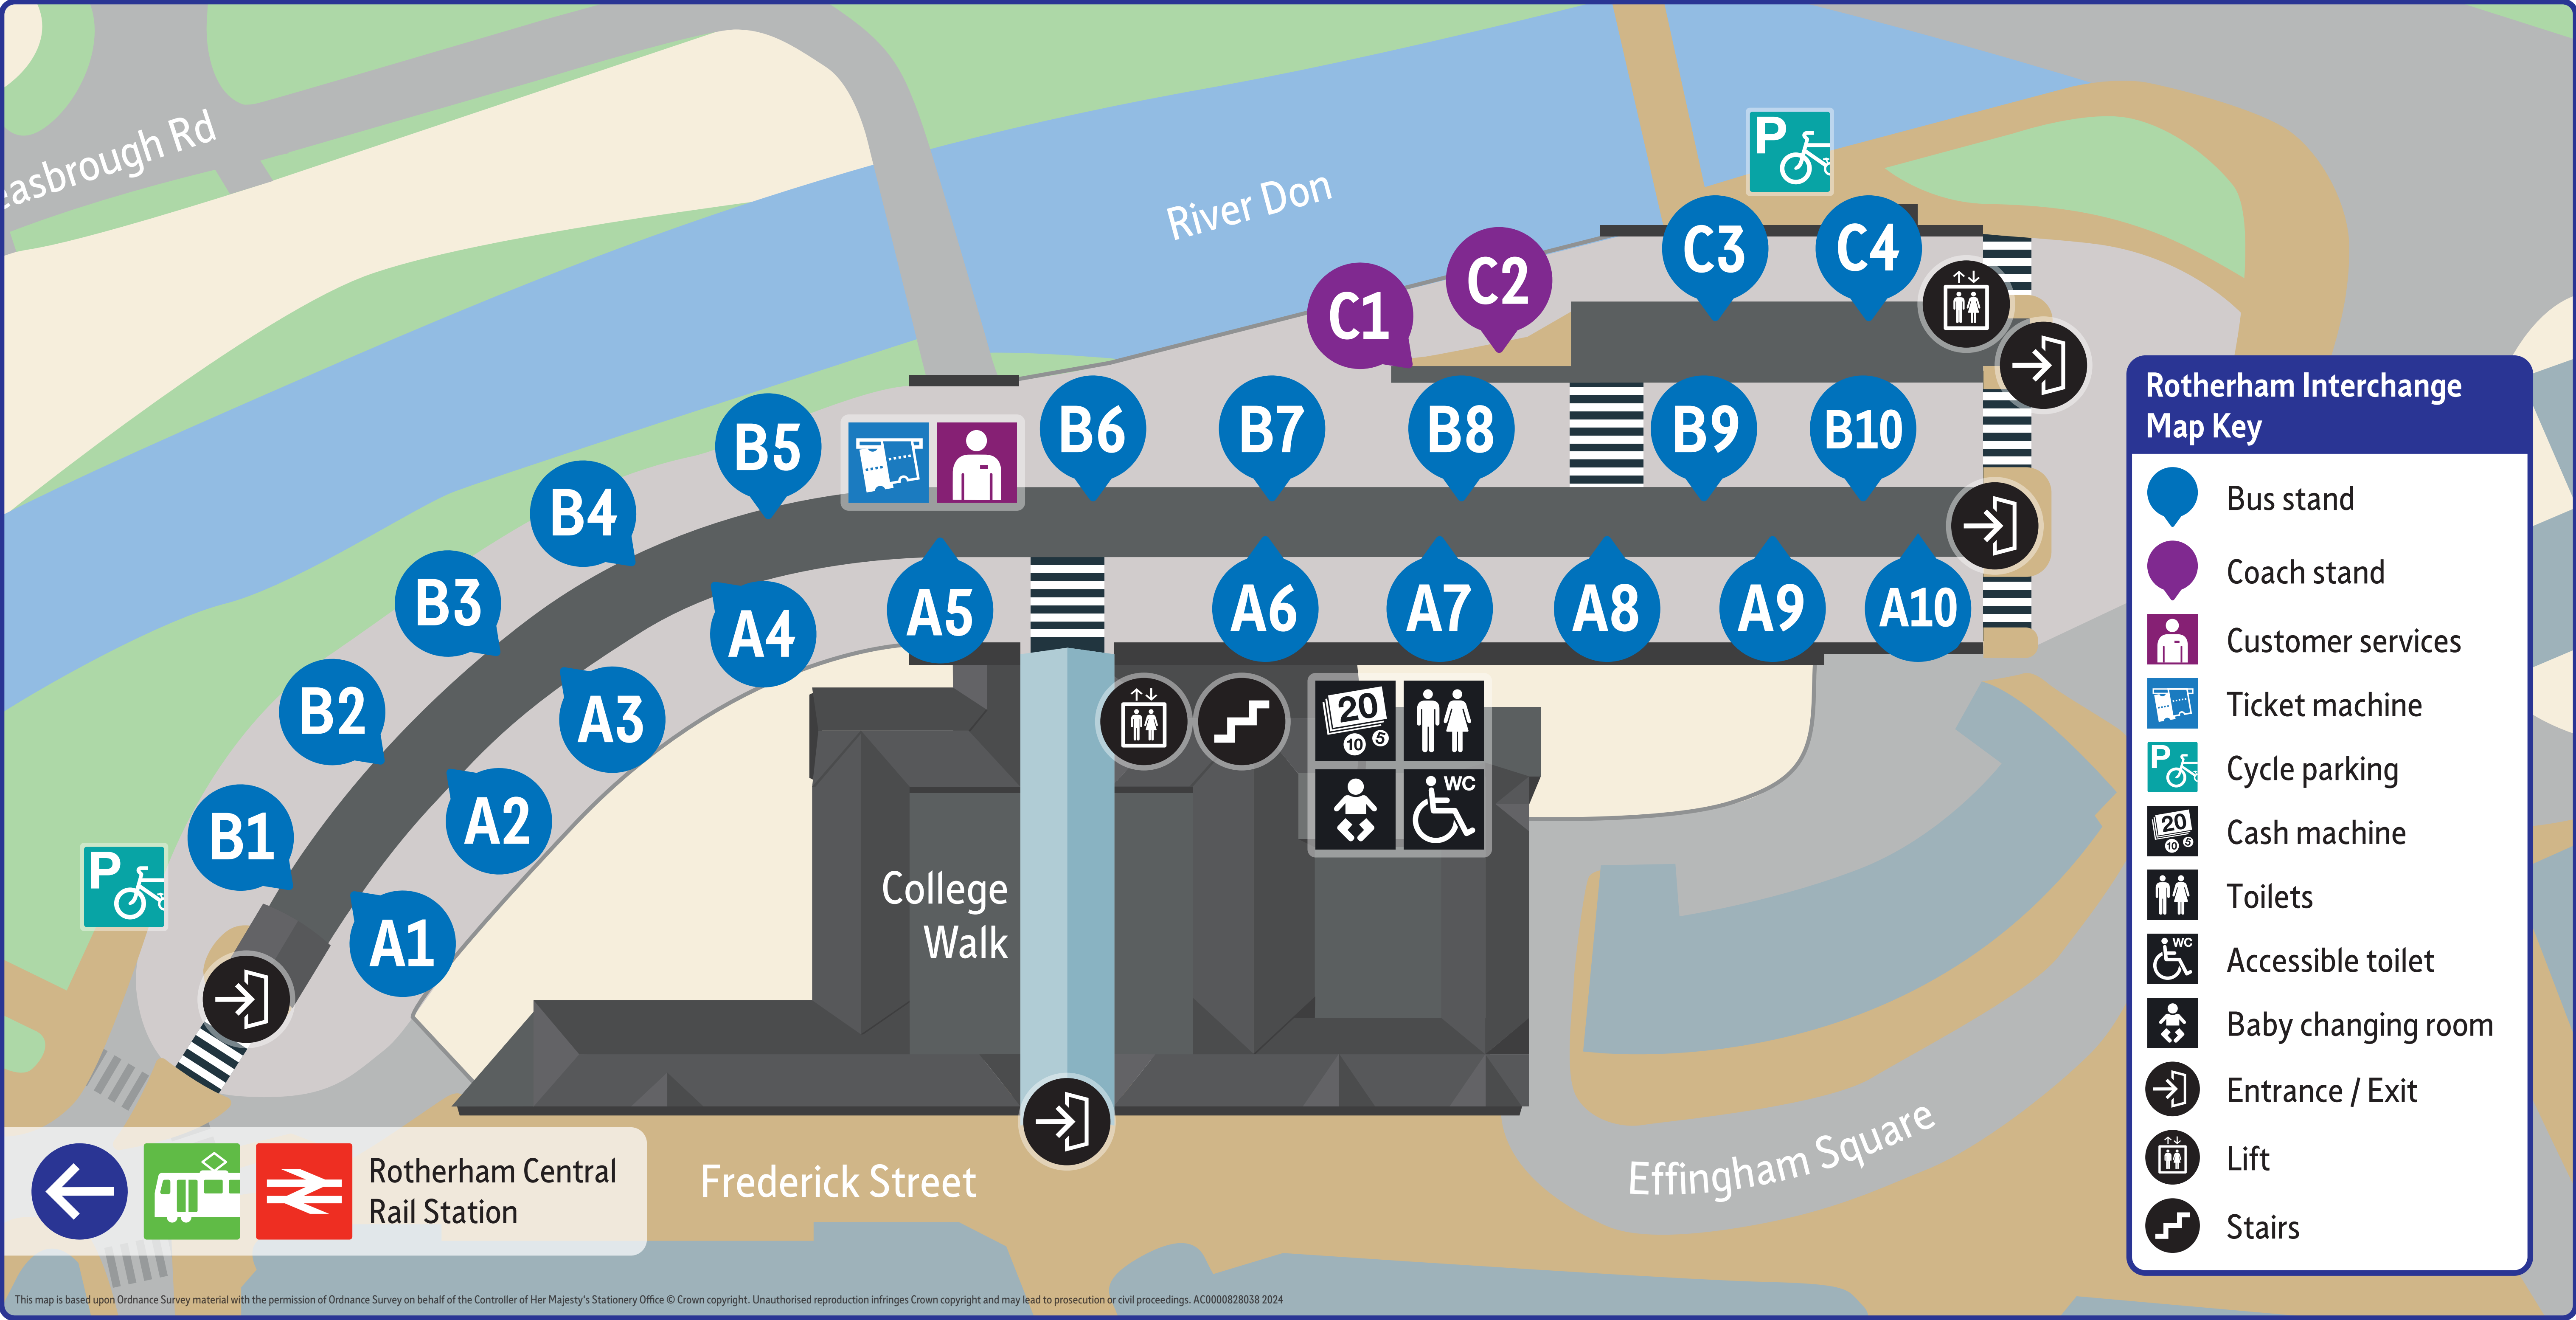 easbrough Rd
River Don
P
C3
C4
C2
C1
B5
B6
B7
B8
B9
B10
B4
B3
A5
A6
A7
A8
A9
A10
A4
B2
A3
20
10 5
WC
B1
A2
P
A1
College
Walk
Frederick Street
Effingham Square
Rotherham Central
Rail Station
Rotherham Interchange
Map Key
Bus stand
Coach stand
Customer services
Ticket machine
P
Cycle parking
20
10 5
Cash machine
Toilets
WC
Accessible toilet
Baby changing room
Entrance / Exit
Lift
Stairs
This map is based upon Ordnance Survey material with the permission of Ordnance Survey on behalf of the Controller of Her Majesty's Stationery Office © Crown copyright. Unauthorised reproduction infringes Crown copyright and may lead to prosecution or civil proceedings. AC0000828038 2024